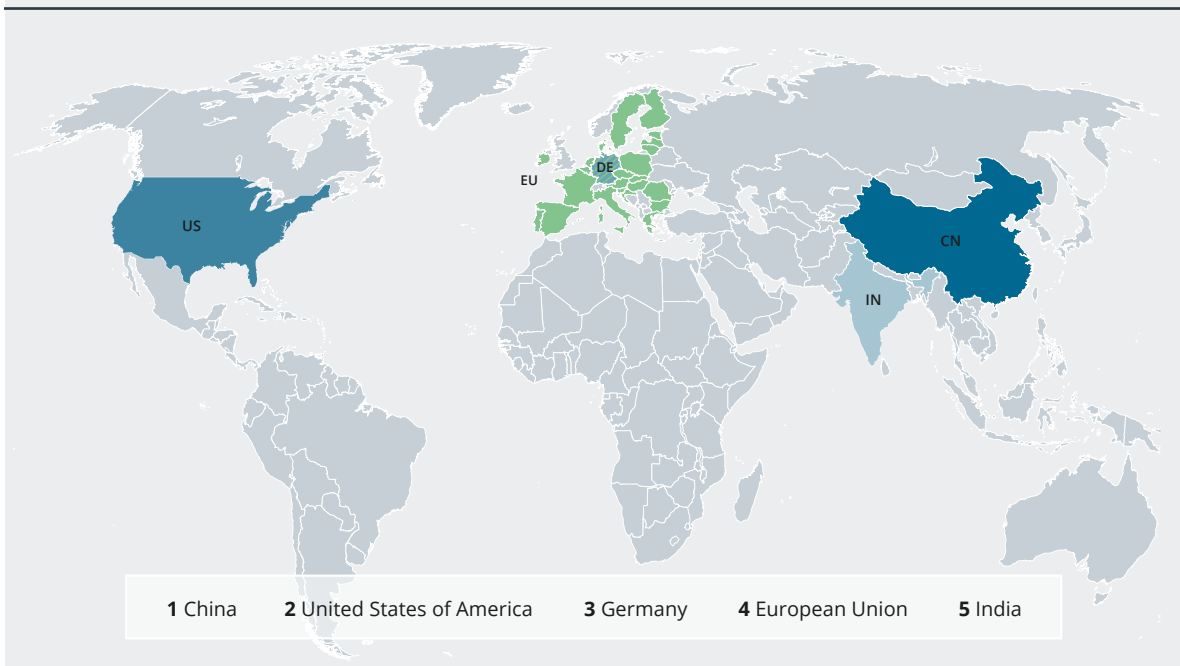 DE
EU
US
CN
IN
1 China 2 United States of America 3 Germany 4 European Union 5 India